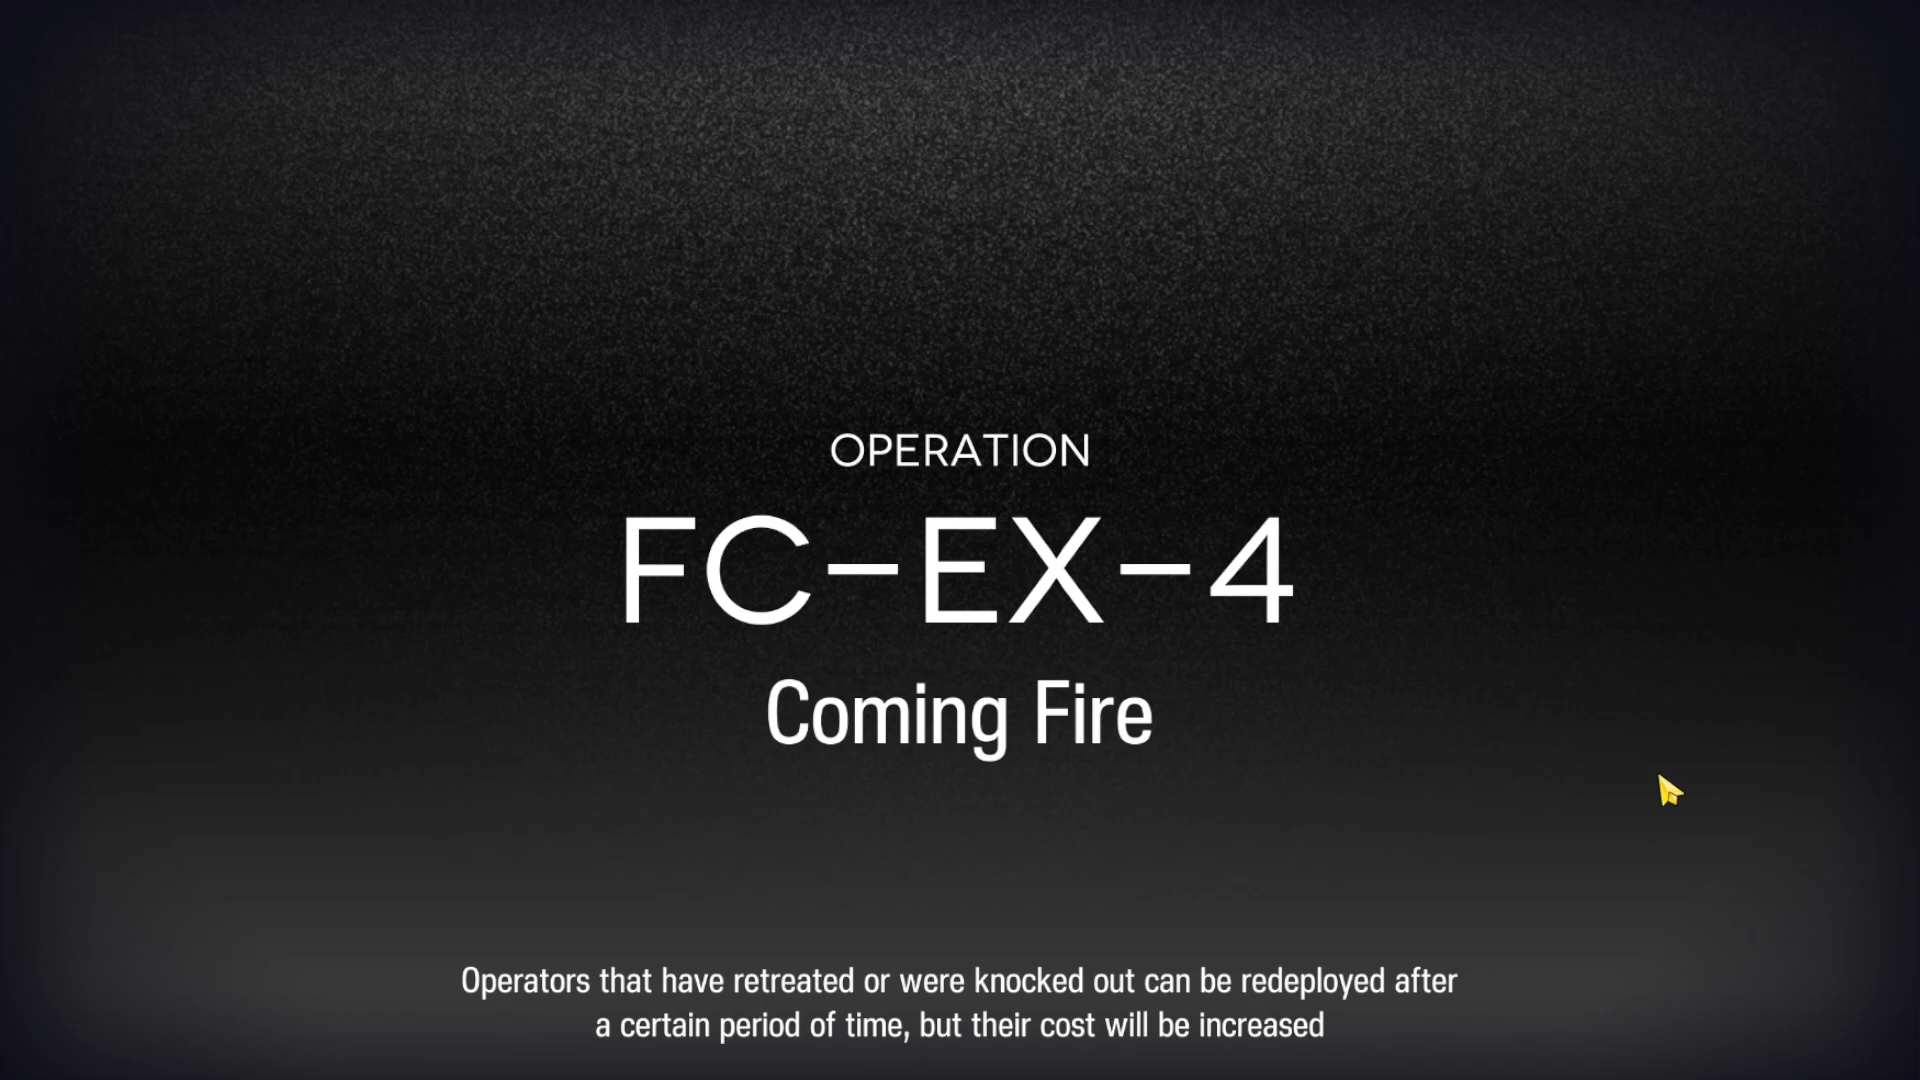 OPERATION
FC-EX-4
Coming Fire
Operators that have retreated or were knocked out can be redeployed after
a certain period of time, but their cost will be increased